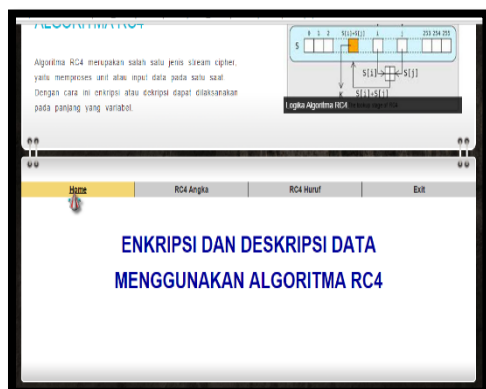 ALGORITMA RC4
Algoritma RC4 merupakan salah satu jenis stream cipher,
yaitu memproses unit atau input data pada satu saat.
Dengan cara ini enkripsi atau dekripsi dapat dilaksanakan
pada panjang yang variabel.
0 1 2 S[i]+S[j] i j 253 254 255
S
S[i] S[j]
S[i]+S[i]
Logika Algoritma RC4
Home RC4 Angka RC4 Huruf Exit
ENKRIPSI DAN DESKRIPSI DATA
MENGGUNAKAN ALGORITMA RC4